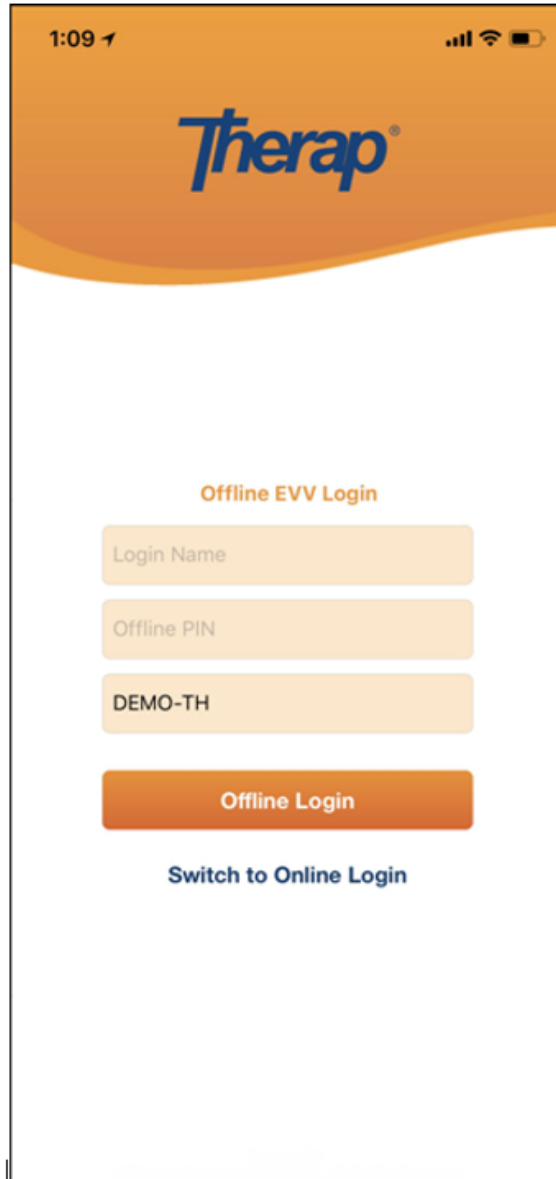 1:09
Therap®
Offline EVV Login
Login Name
Offline PIN
DEMO-TH
Offline Login
Switch to Online Login